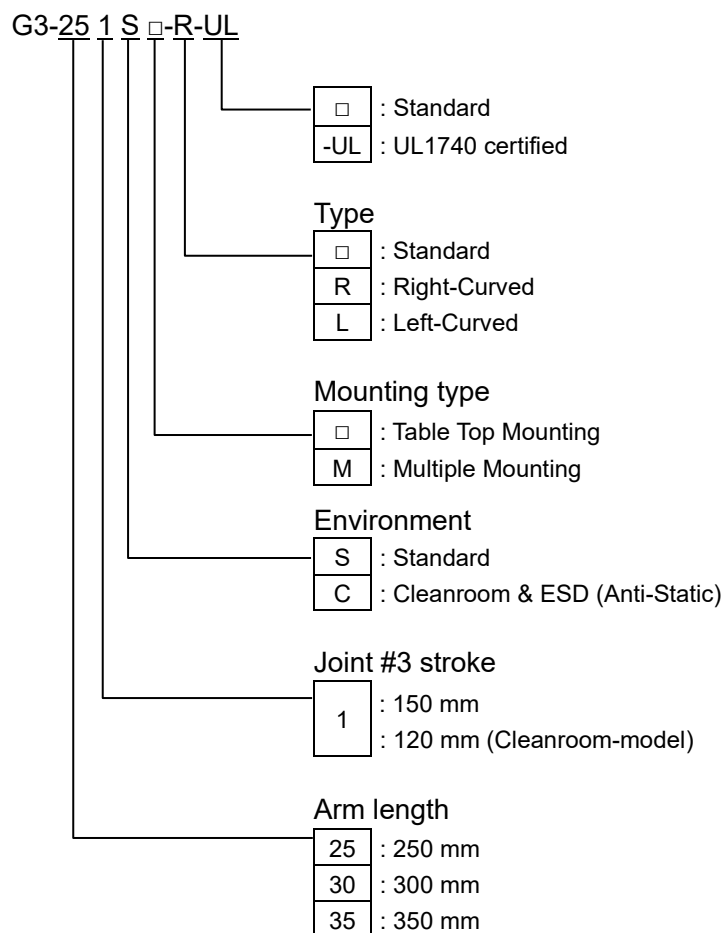 G3-25 1 S □-R-UL
□ : Standard
-UL : UL1740 certified
Type
□ : Standard
R : Right-Curved
L : Left-Curved
Mounting type
□ : Table Top Mounting
M : Multiple Mounting
Environment
S : Standard
C : Cleanroom & ESD (Anti-Static)
Joint #3 stroke
1 : 150 mm
: 120 mm (Cleanroom-model)
Arm length
25 : 250 mm
30 : 300 mm
35 : 350 mm